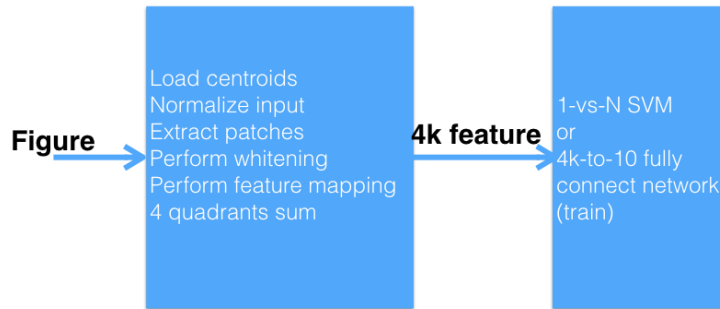 Figure
Load centroids
Normalize input
Extract patches
Perform whitening
Perform feature mapping
4 quadrants sum
4k feature
1-vs-N SVM
or
4k-to-10 fully
connect network
(train)